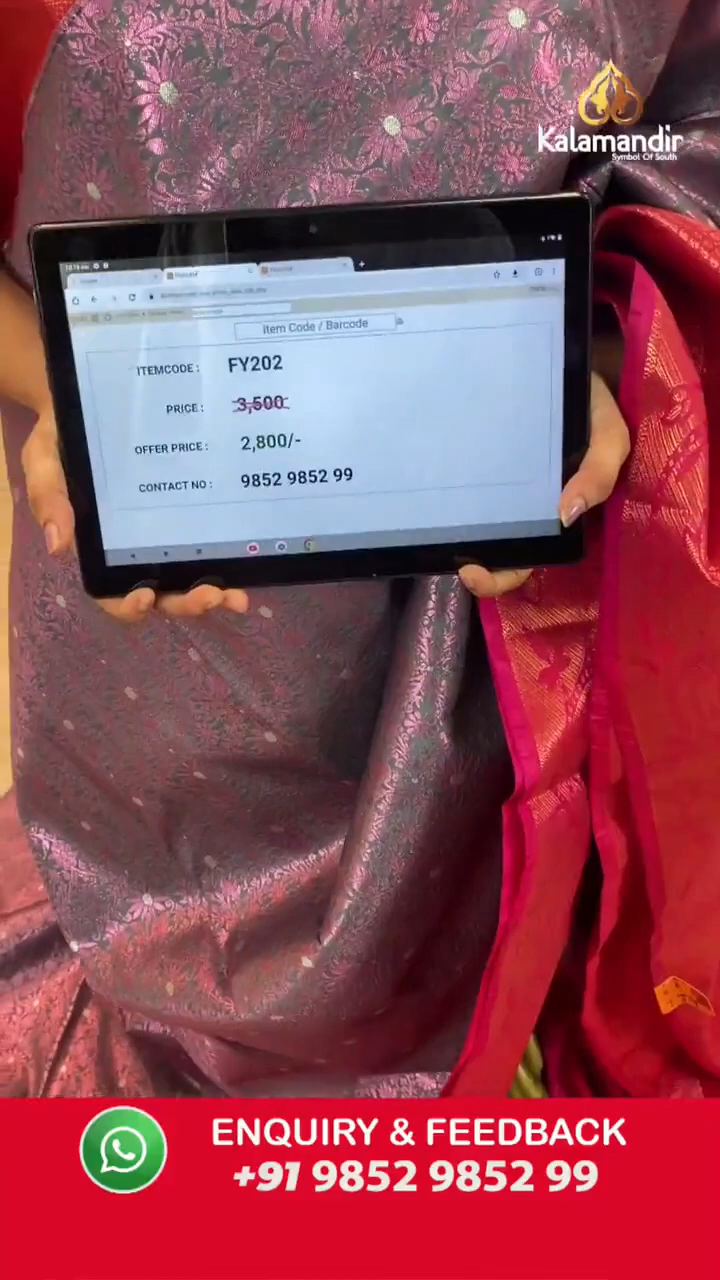 Kalamandir
Symbol Of South
Item Code / Barcode
ITEMCODE : FY202
PRICE : 3,500
OFFER PRICE : 2,800/-
CONTACT NO : 9852 9852 99
ENQUIRY & FEEDBACK
+91 9852 9852 99